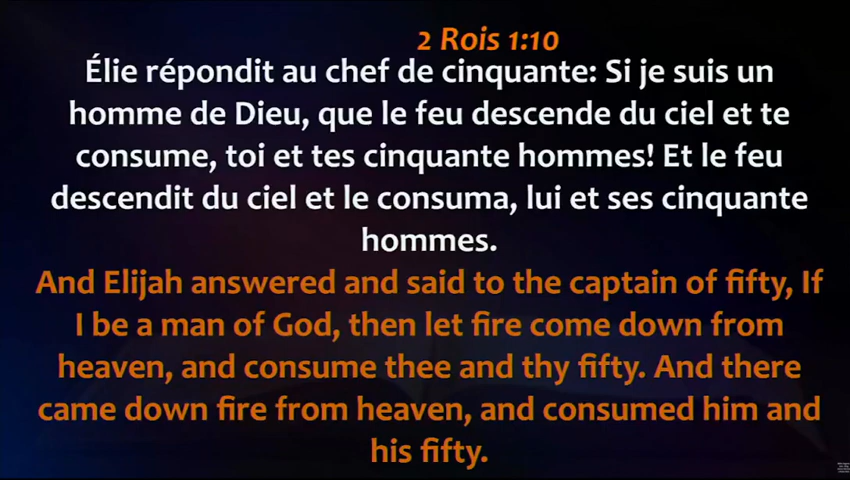 2 Rois 1:10
Élie répondit au chef de cinquante: Si je suis un
homme de Dieu, que le feu descende du ciel et te
consume, toi et tes cinquante hommes! Et le feu
descendit du ciel et le consuma, lui et ses cinquante
hommes.
And Elijah answered and said to the captain of fifty, If
I be a man of God, then let fire come down from
heaven, and consume thee and thy fifty. And there
came down fire from heaven, and consumed him and
his fifty.